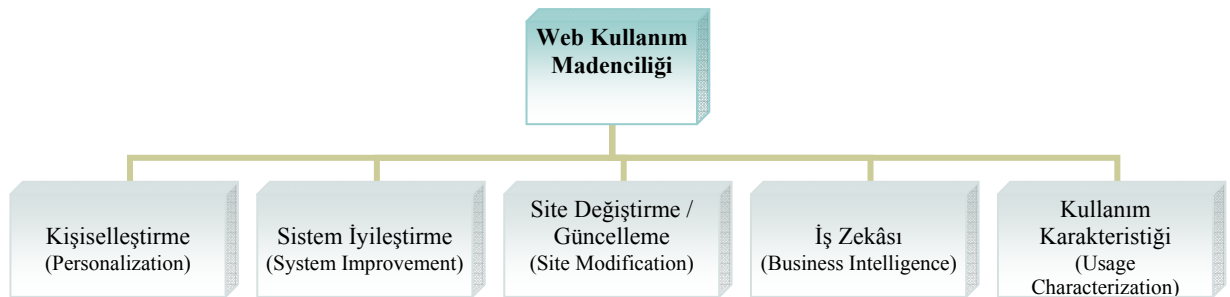 Web Kullanım
Madenciliği
Kişiselleştirme
(Personalization)
Sistem İyileştirme
(System Improvement)
Site Değiştirme /
Güncelleme
(Site Modification)
İş Zekâsı
(Business Intelligence)
Kullanım
Karakteristiği
(Usage
Characterization)